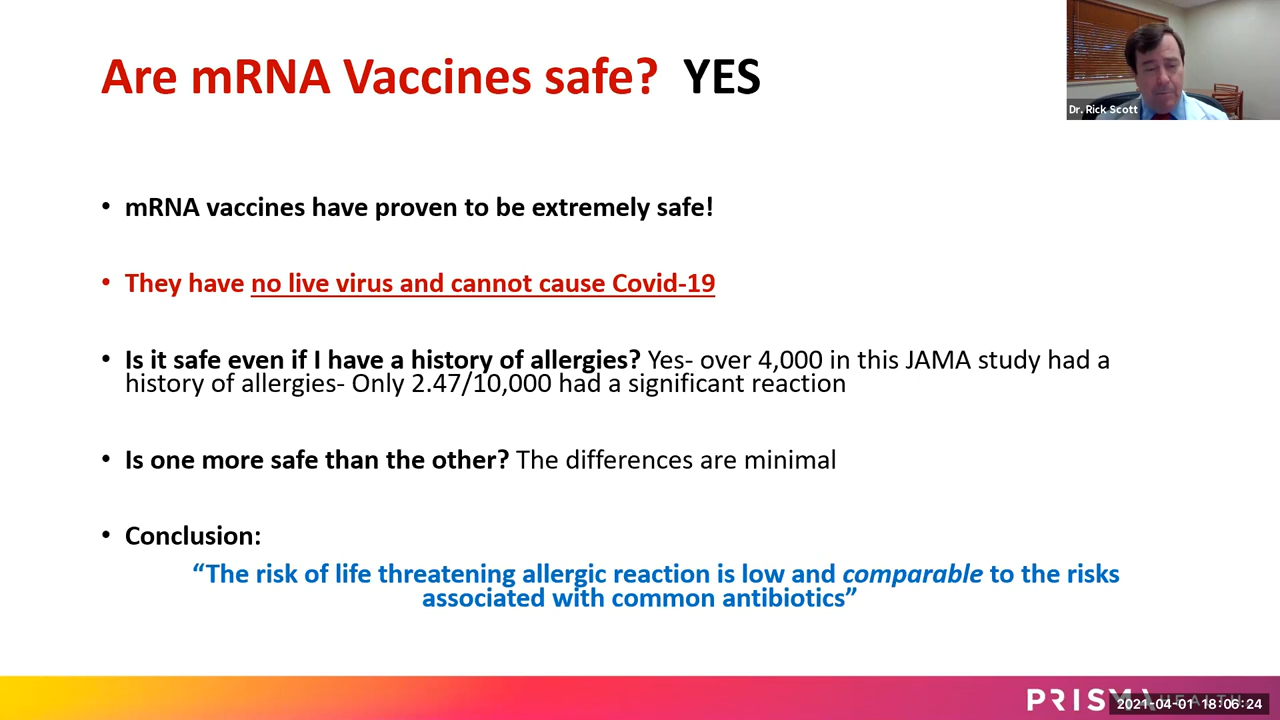 Are mRNA Vaccines safe? YES
Dr. Rick Scott
• mRNA vaccines have proven to be extremely safe!
• They have no live virus and cannot cause Covid-19
• Is it safe even if I have a history of allergies? Yes- over 4,000 in this JAMA study had a
history of allergies- Only 2.47/10,000 had a significant reaction
• Is one more safe than the other? The differences are minimal
• Conclusion:
“The risk of life threatening allergic reaction is low and comparable to the risks
associated with common antibiotics”
PRISMA HEALTH
2021-04-01 18:06:24